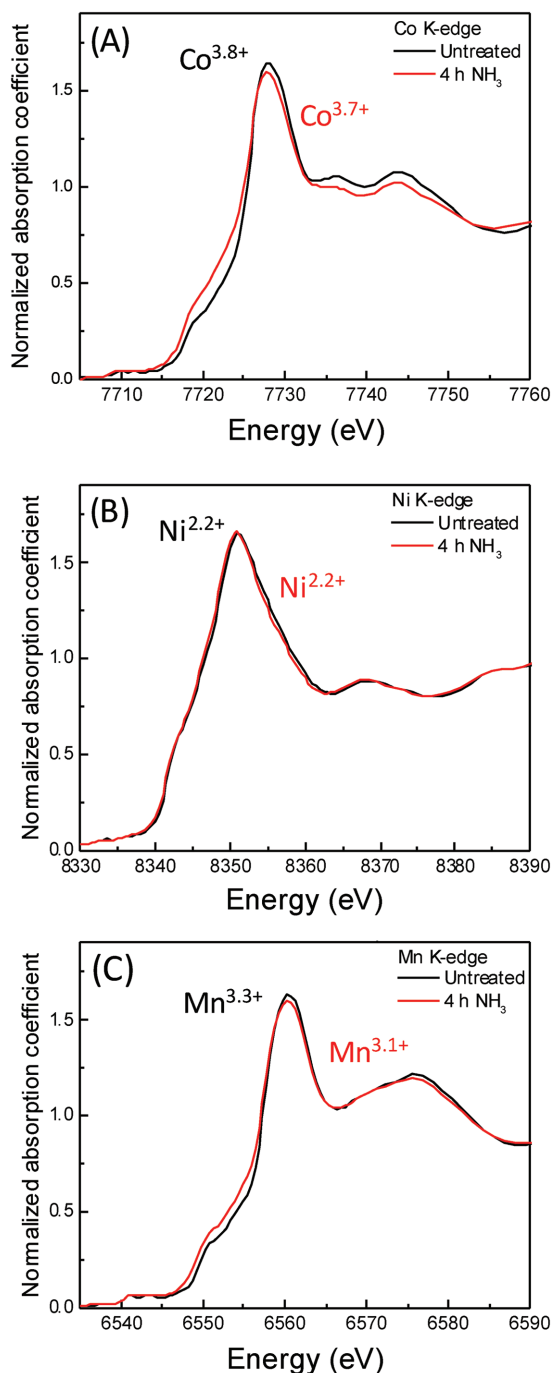 (A)
Co K-edge
Untreated
4 h NH3
Co3.8+
Co3.7+
1.5
1.0
0.5
0.0
Normalized absorption coefficient
7710 7720 7730 7740 7750 7760
Energy (eV)
(B)
Ni K-edge
Untreated
4 h NH3
Ni2.2+
Ni2.2+
1.5
1.0
0.5
0.0
Normalized absorption coefficient
8330 8340 8350 8360 8370 8380 8390
Energy (eV)
(C)
Mn K-edge
Untreated
4 h NH3
Mn3.3+
Mn3.1+
1.5
1.0
0.5
0.0
Normalized absorption coefficient
6540 6550 6560 6570 6580 6590
Energy (eV)